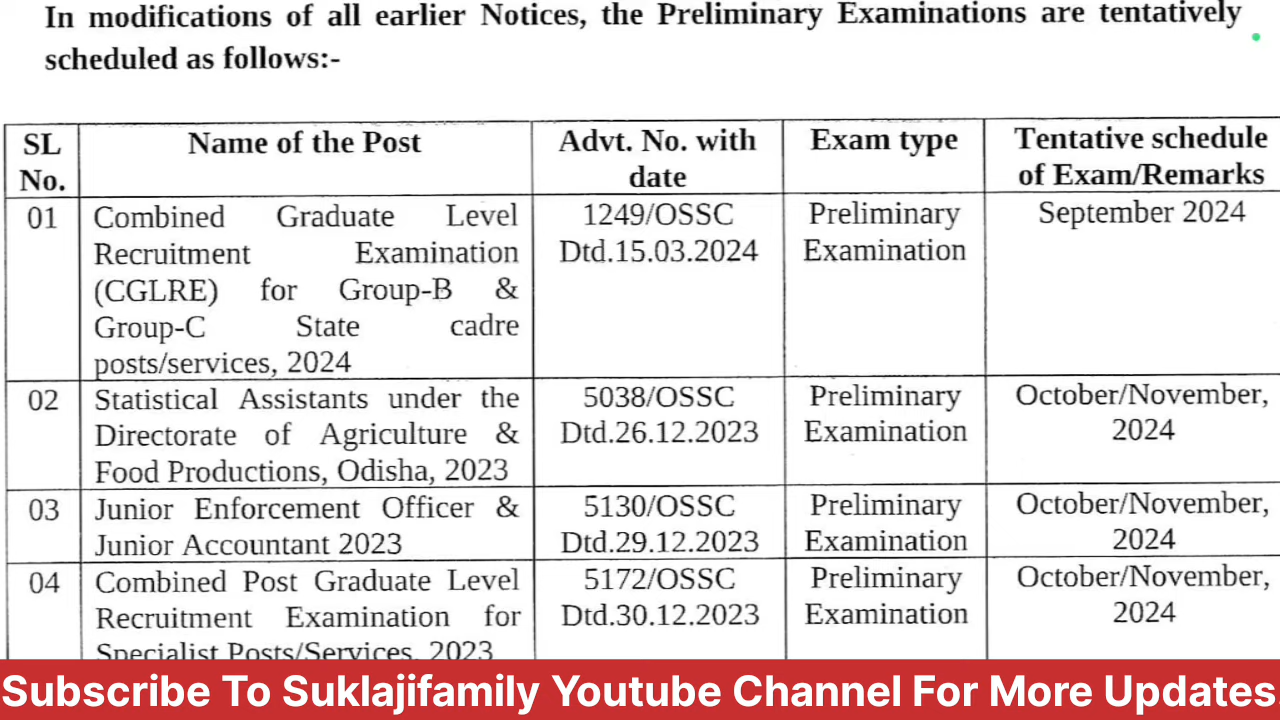 In modifications of all earlier Notices, the Preliminary Examinations are tentatively
scheduled as follows:-
SL No.
Name of the Post
Advt. No. with date
Exam type
Tentative schedule of Exam/Remarks
01
Combined Graduate Level
Recruitment Examination
(CGLRE) for Group-B &
Group-C State cadre
posts/services, 2024
1249/OSSC
Dtd.15.03.2024
Preliminary
Examination
September 2024
02
Statistical Assistants under the
Directorate of Agriculture &
Food Productions, Odisha, 2023
5038/OSSC
Dtd.26.12.2023
Preliminary
Examination
October/November,
2024
03
Junior Enforcement Officer &
Junior Accountant 2023
5130/OSSC
Dtd.29.12.2023
Preliminary
Examination
October/November,
2024
04
Combined Post Graduate Level
Recruitment Examination for
Specialist Posts/Services, 2023
5172/OSSC
Dtd.30.12.2023
Preliminary
Examination
October/November,
2024
Subscribe To Suklajifamily Youtube Channel For More Updates